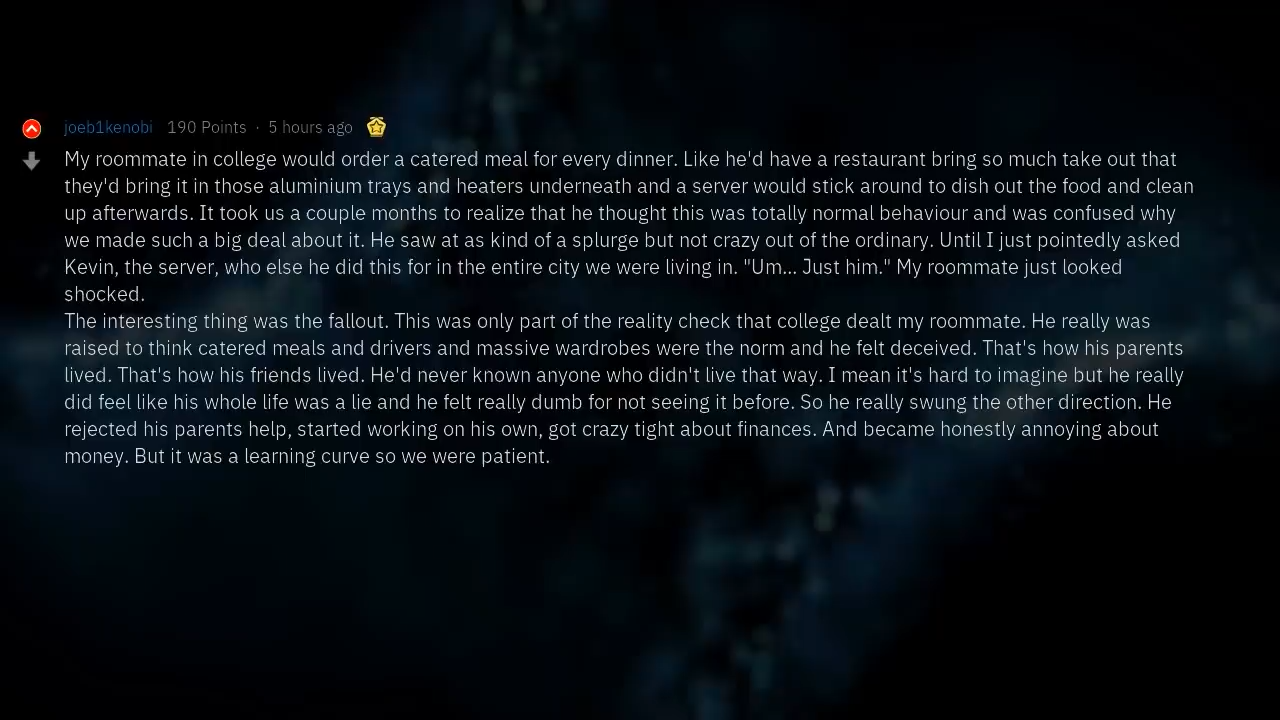 joeb1kenobi 190 Points · 5 hours ago
My roommate in college would order a catered meal for every dinner. Like he'd have a restaurant bring so much take out that
they'd bring it in those aluminium trays and heaters underneath and a server would stick around to dish out the food and clean
up afterwards. It took us a couple months to realize that he thought this was totally normal behaviour and was confused why
we made such a big deal about it. He saw at as kind of a splurge but not crazy out of the ordinary. Until I just pointedly asked
Kevin, the server, who else he did this for in the entire city we were living in. "Um... Just him." My roommate just looked
shocked.
The interesting thing was the fallout. This was only part of the reality check that college dealt my roommate. He really was
raised to think catered meals and drivers and massive wardrobes were the norm and he felt deceived. That's how his parents
lived. That's how his friends lived. He'd never known anyone who didn't live that way. I mean it's hard to imagine but he really
did feel like his whole life was a lie and he felt really dumb for not seeing it before. So he really swung the other direction. He
rejected his parents help, started working on his own, got crazy tight about finances. And became honestly annoying about
money. But it was a learning curve so we were patient.